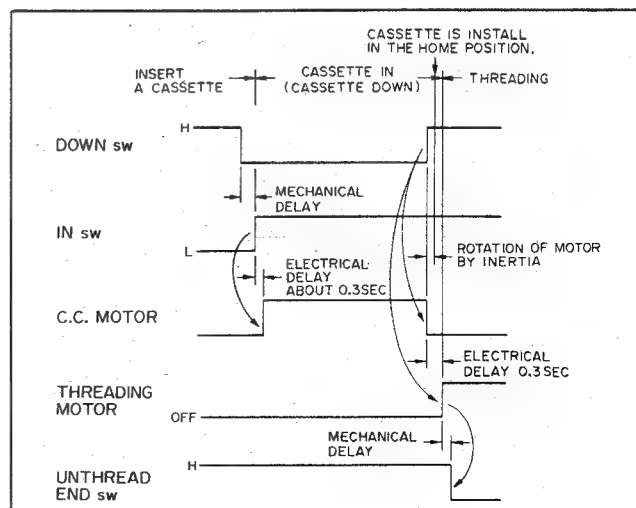 CASSETTE IS INSTALL
IN THE HOME POSITION.
INSERT
A CASSETTE
CASSETTE IN
(CASSETTE DOWN)
THREADING
H
DOWN SW
MECHANICAL
DELAY
IN SW
L
ROTATION OF MOTOR
BY INERTIA
ELECTRICAL
DELAY
ABOUT 0.3SEC
C.C. MOTOR
ELECTRICAL
DELAY 0.3SEC
THREADING
MOTOR
OFF
MECHANICAL
DELAY
H
UNTHREAD
END SW